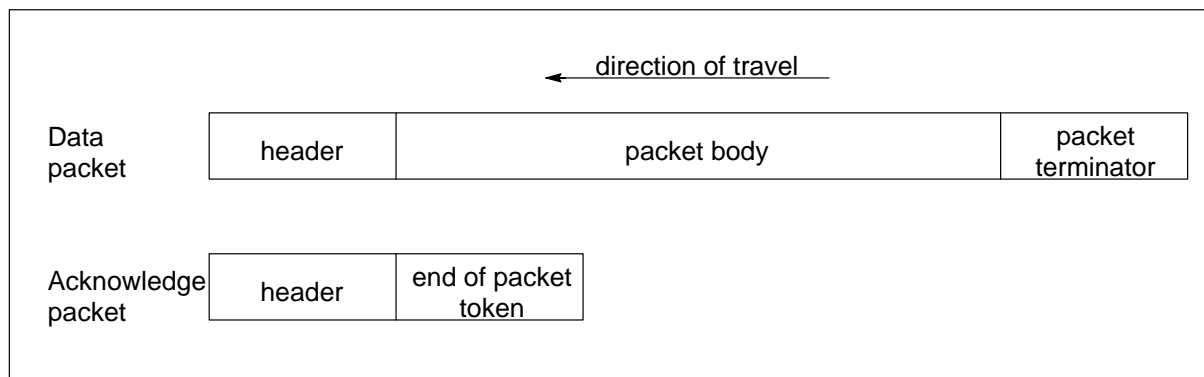 direction of travel
Data
packet
header
packet body
packet
terminator
Acknowledge
packet
header
end of packet
token